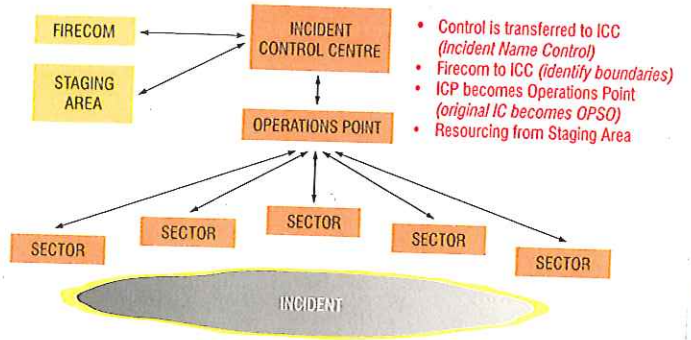 FIRECOM
STAGING
AREA
INCIDENT
CONTROL CENTRE
OPERATIONS POINT
• Control is transferred to ICC
(Incident Name Control)
• Firecom to ICC (identify boundaries)
• ICP becomes Operations Point
(original IC becomes OPSO)
• Resourcing from Staging Area
SECTOR
SECTOR
SECTOR
SECTOR
SECTOR
INCIDENT